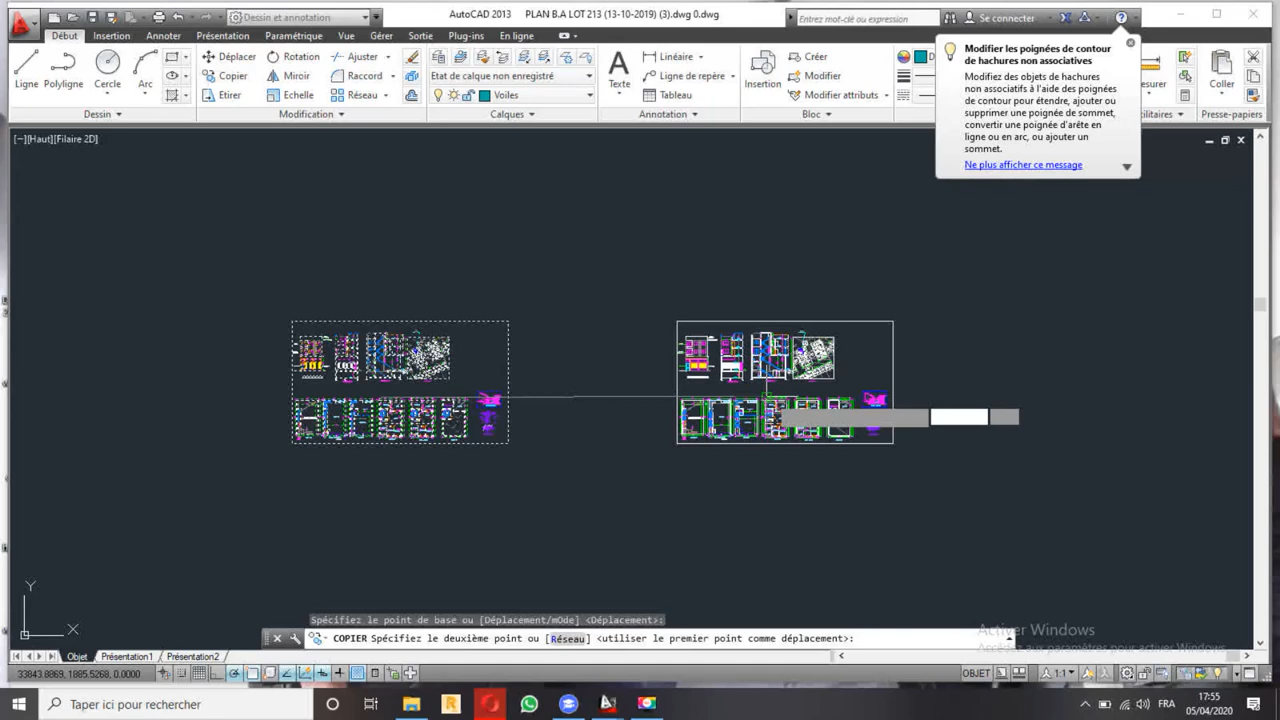 Dessin et annotation
AutoCAD 2013 PLAN B.A LOT 213 (13-10-2019) (3).dwg 0.dwg
Entrez mot-clé ou expression
Se connecter
Début Insertion Annoter Présentation Paramétrique Vue Gérer Sortie Plug-ins En ligne
Déplacer Rotation Ajuster
Copier Miroir Raccord
Etirer Echelle Réseau
Ligne Polyligne Cercle Arc
Etat de calque non enregistré
Voiles
Texte
Linéaire
Ligne de repère
Tableau
Créer
Modifier
Modifier attributs
Coller
Dessin Modification Calques Annotation Bloc Presse-papiers
Modifier les poignées de contour
de hachures non associatives
Modifiez des objets de hachures
non associatifs à l'aide des poignées
de contour pour étendre, ajouter ou
supprimer une poignée de sommet,
convertir une poignée d'arête en
ligne ou en arc, ou ajouter un
sommet.
Ne plus afficher ce message
[−][Haut][Filaire 2D]
Y
X
Spécifiez le point de base ou [Déplacement/mOde] <Déplacement>:
COPIER Spécifiez le deuxième point ou [Réseau] <utiliser le premier point comme déplacement>:
Activer Windows
Accédez aux paramètres pour activer Windows.
Objet Présentation1 Présentation2
33843.8869, 1885.5268, 0.0000
OBJET
1:1
Taper ici pour rechercher
FRA
17:55
05/04/2020